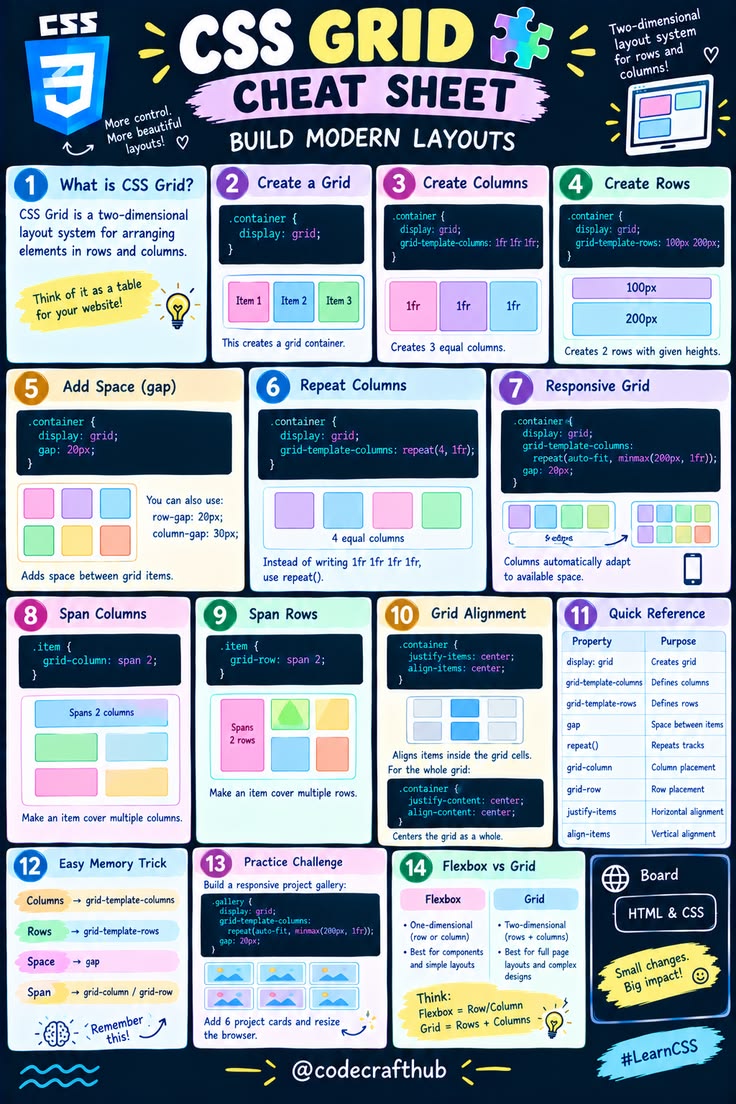 CSS
3
CSS GRID
CHEAT SHEET
BUILD MODERN LAYOUTS
More control.
More beautiful
layouts!
Two-dimensional
layout system
for rows and
columns!
1 What is CSS Grid?
CSS Grid is a two-dimensional
layout system for arranging
elements in rows and columns.
Think of it as a table
for your website!
2 Create a Grid
.container {
display: grid;
}
Item 1 Item 2 Item 3
This creates a grid container.
3 Create Columns
.container {
display: grid;
grid-template-columns: 1fr 1fr 1fr;
}
1fr 1fr 1fr
Creates 3 equal columns.
4 Create Rows
.container {
display: grid;
grid-template-rows: 100px 200px;
}
100px
200px
Creates 2 rows with given heights.
5 Add Space (gap)
.container {
display: grid;
gap: 20px;
}
You can also use:
row-gap: 20px;
column-gap: 30px;
Adds space between grid items.
6 Repeat Columns
.container {
display: grid;
grid-template-columns: repeat(4, 1fr);
}
4 equal columns
Instead of writing 1fr 1fr 1fr 1fr,
use repeat().
7 Responsive Grid
.container {
display: grid;
grid-template-columns:
repeat(auto-fit, minmax(200px, 1fr));
gap: 20px;
}
Columns automatically adapt
to available space.
8 Span Columns
.item {
grid-column: span 2;
}
Spans 2 columns
Make an item cover multiple columns.
9 Span Rows
.item {
grid-row: span 2;
}
Spans
2 rows
Make an item cover multiple rows.
10 Grid Alignment
.container {
justify-items: center;
align-items: center;
}
Aligns items inside the grid cells.
For the whole grid:
.container {
justify-content: center;
align-content: center;
}
Centers the grid as a whole.
11 Quick Reference
Property Purpose
display: grid Creates grid
grid-template-columns Defines columns
grid-template-rows Defines rows
gap Space between items
repeat() Repeats tracks
grid-column Column placement
grid-row Row placement
justify-items Horizontal alignment
align-items Vertical alignment
12 Easy Memory Trick
Columns → grid-template-columns
Rows → grid-template-rows
Space → gap
Span → grid-column / grid-row
Remember
this!
13 Practice Challenge
Build a responsive project gallery:
.gallery {
display: grid;
grid-template-columns:
repeat(auto-fit, minmax(200px, 1fr));
gap: 20px;
}
Add 6 project cards and resize
the browser.
14 Flexbox vs Grid
Flexbox
• One-dimensional
(row or column)
• Best for components
and simple layouts
Grid
• Two-dimensional
(rows + columns)
• Best for full page
layouts and complex
designs
Think:
Flexbox = Row/Column
Grid = Rows + Columns
Board
HTML & CSS
Small changes.
Big impact!
@codecrafthub
#LearnCSS